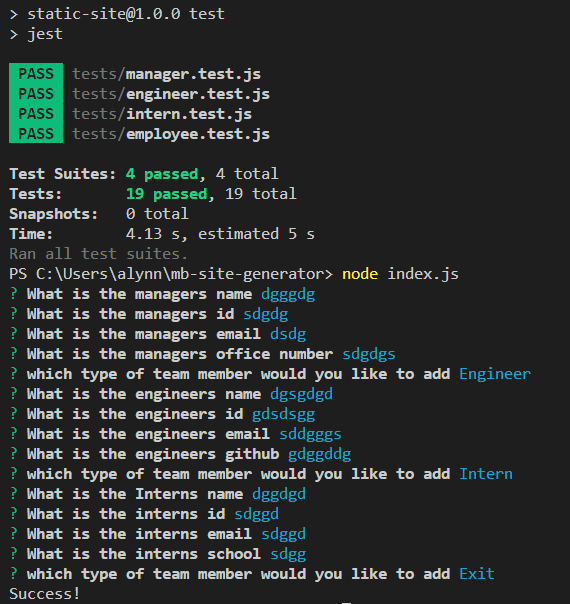 > static-site@1.0.0 test
> jest
PASS tests/manager.test.js
PASS tests/engineer.test.js
PASS tests/intern.test.js
PASS tests/employee.test.js
Test Suites: 4 passed, 4 total
Tests: 19 passed, 19 total
Snapshots: 0 total
Time: 4.13 s, estimated 5 s
Ran all test suites.
PS C:\Users\alynn\mb-site-generator> node index.js
? What is the managers name dgggdg
? What is the managers id sdgdg
? What is the managers email dsdg
? What is the managers office number sdgdgs
? which type of team member would you like to add Engineer
? What is the engineers name dgsgdgd
? What is the engineers id gdsdsgg
? What is the engineers email sddgggs
? What is the engineers github gdggddg
? which type of team member would you like to add Intern
? What is the Interns name dggdgd
? What is the interns id sdggd
? What is the interns email sdggd
? What is the interns school sdgg
? which type of team member would you like to add Exit
Success!